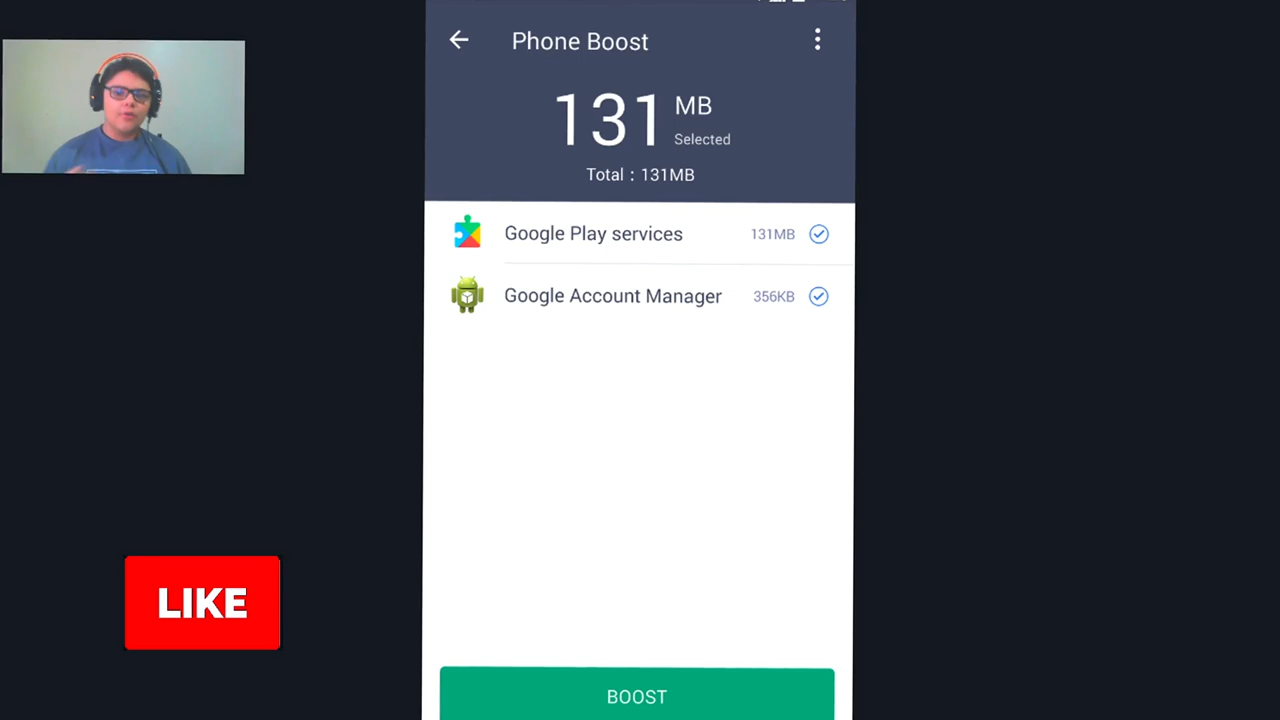 Phone Boost
131 MB
Selected
Total : 131MB
Google Play services 131MB
Google Account Manager 356KB
LIKE
BOOST